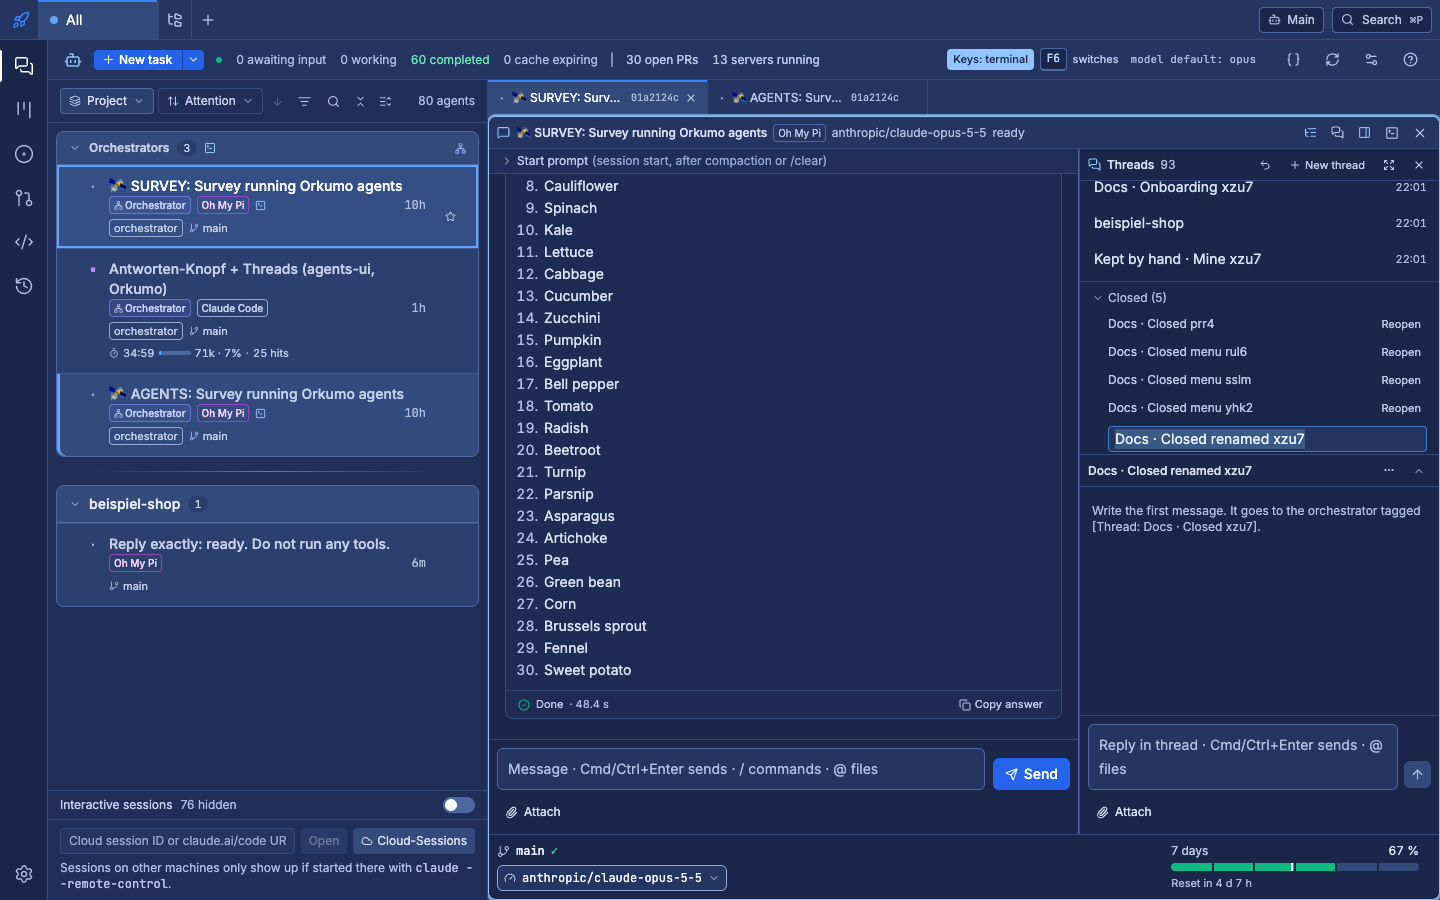 All
Main
Search ⌘P
New task
0 awaiting input
0 working
60 completed
0 cache expiring
30 open PRs
13 servers running
Keys: terminal
F6
switches
model default: opus
Project
Attention
80 agents
SURVEY: Surv... 01a2124c
AGENTS: Surv... 01a2124c
Orchestrators 3
SURVEY: Survey running Orkumo agents
Orchestrator
Oh My Pi
10h
orchestrator
main
Antworten-Knopf + Threads (agents-ui,
Orkumo)
Orchestrator
Claude Code
1h
orchestrator
main
34:59
71k · 7% · 25 hits
AGENTS: Survey running Orkumo agents
Orchestrator
Oh My Pi
10h
orchestrator
main
beispiel-shop 1
Reply exactly: ready. Do not run any tools.
Oh My Pi
6m
main
Interactive sessions 76 hidden
Cloud session ID or claude.ai/code UR
Open
Cloud-Sessions
Sessions on other machines only show up if started there with claude -
-remote-control.
SURVEY: Survey running Orkumo agents
Oh My Pi
anthropic/claude-opus-5-5 ready
Start prompt (session start, after compaction or /clear)
8. Cauliflower
9. Spinach
10. Kale
11. Lettuce
12. Cabbage
13. Cucumber
14. Zucchini
15. Pumpkin
16. Eggplant
17. Bell pepper
18. Tomato
19. Radish
20. Beetroot
21. Turnip
22. Parsnip
23. Asparagus
24. Artichoke
25. Pea
26. Green bean
27. Corn
28. Brussels sprout
29. Fennel
30. Sweet potato
Done · 48.4 s
Copy answer
Message · Cmd/Ctrl+Enter sends · / commands · @ files
Send
Attach
main ✓
anthropic/claude-opus-5-5
Threads 93
New thread
Docs · Onboarding xzu7 22:01
beispiel-shop 22:01
Kept by hand · Mine xzu7 22:01
Closed (5)
Docs · Closed prr4 Reopen
Docs · Closed menu rul6 Reopen
Docs · Closed menu sslm Reopen
Docs · Closed menu yhk2 Reopen
Docs · Closed renamed xzu7
Docs · Closed renamed xzu7
Write the first message. It goes to the orchestrator tagged
[Thread: Docs · Closed xzu7].
Reply in thread · Cmd/Ctrl+Enter sends · @
files
Attach
7 days 67 %
Reset in 4 d 7 h